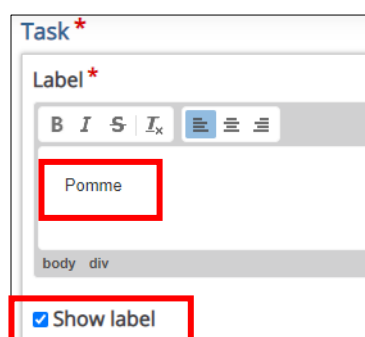 Task*
Label*
B I S Tx
Pomme
body div
Show label